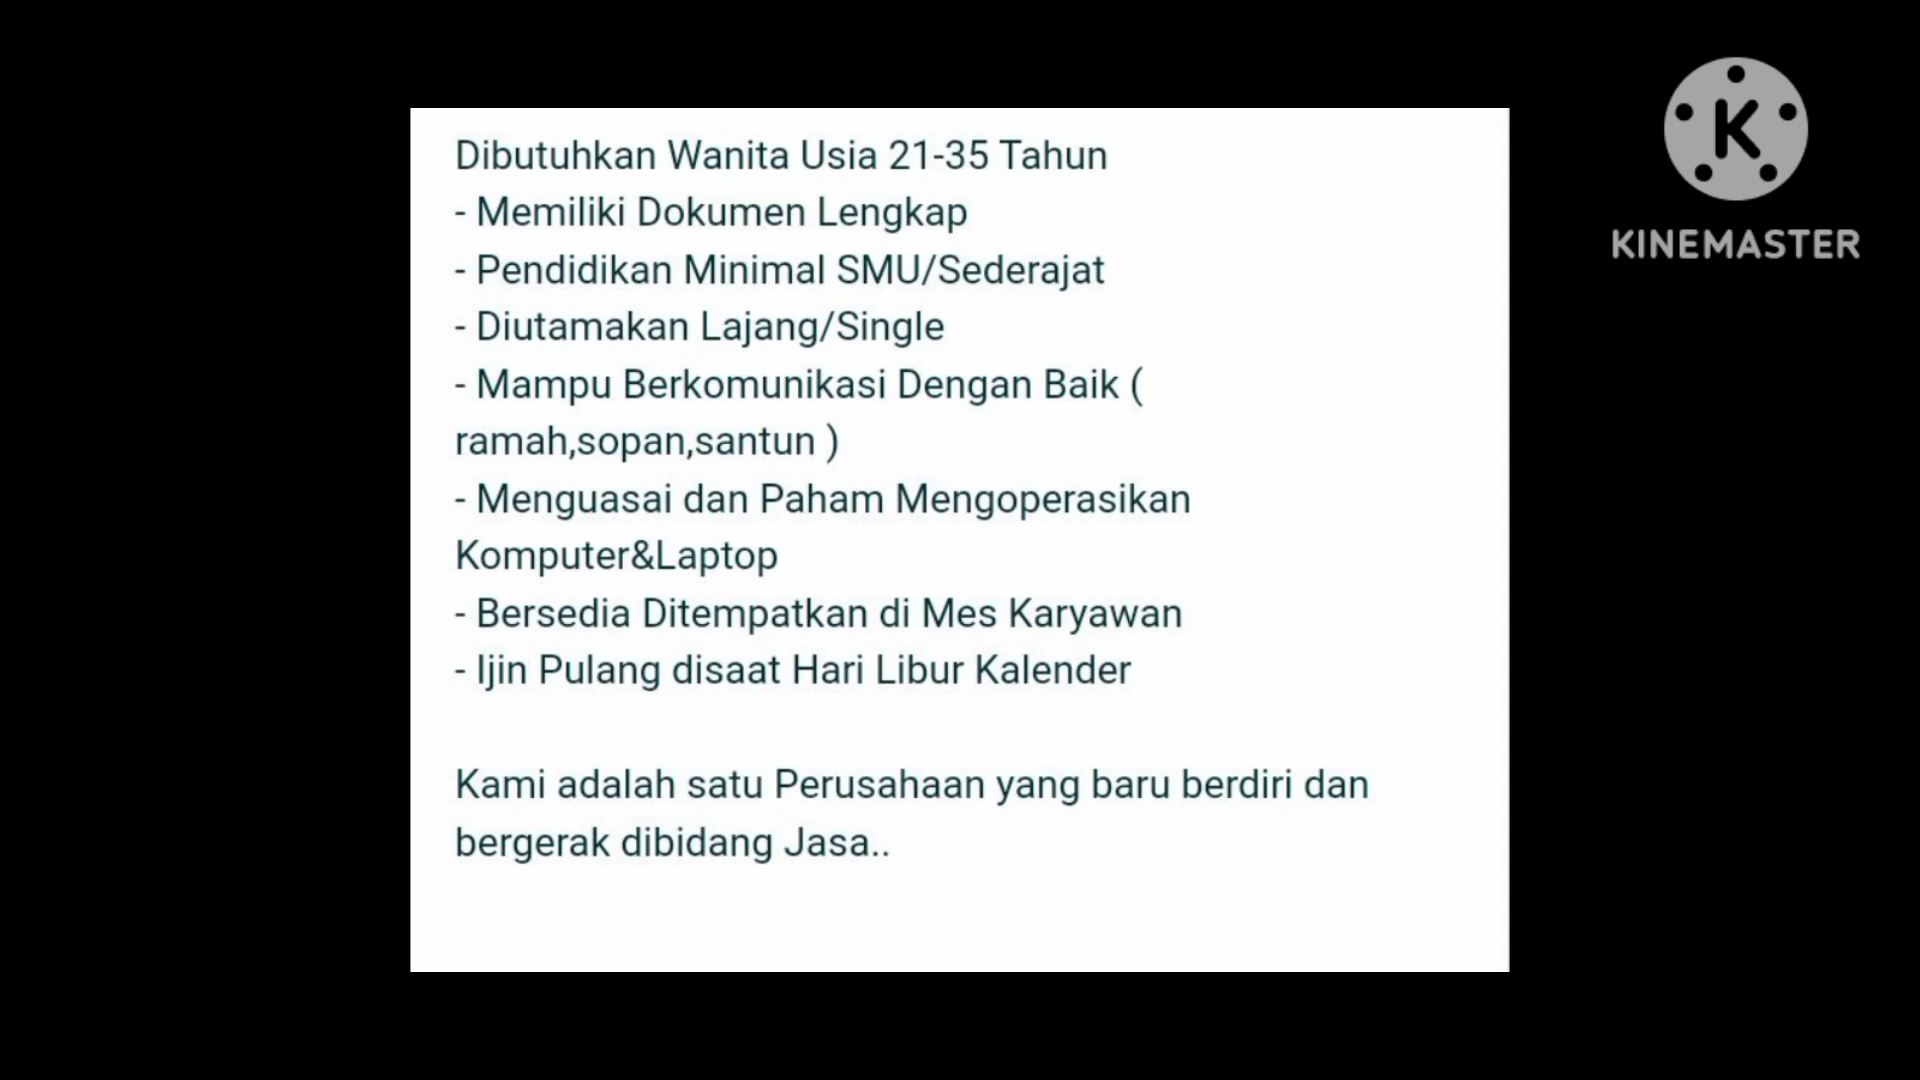 Dibutuhkan Wanita Usia 21-35 Tahun
- Memiliki Dokumen Lengkap
- Pendidikan Minimal SMU/Sederajat
- Diutamakan Lajang/Single
- Mampu Berkomunikasi Dengan Baik (
ramah,sopan,santun )
- Menguasai dan Paham Mengoperasikan
Komputer&Laptop
- Bersedia Ditempatkan di Mes Karyawan
- Ijin Pulang disaat Hari Libur Kalender
Kami adalah satu Perusahaan yang baru berdiri dan
bergerak dibidang Jasa..
K
KINEMASTER